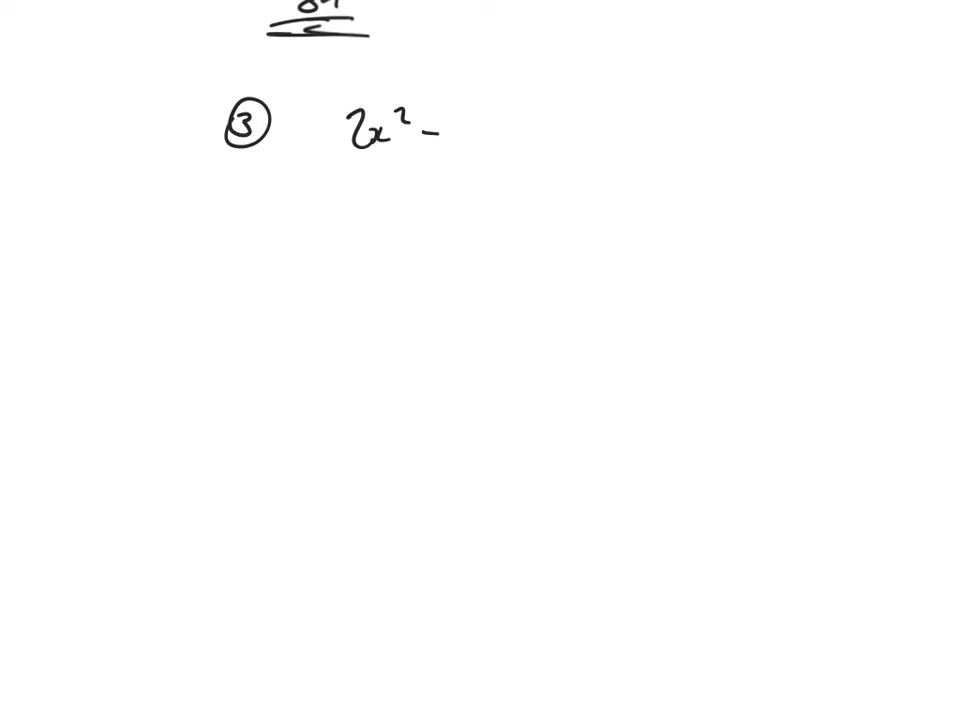 ③ 2x² -